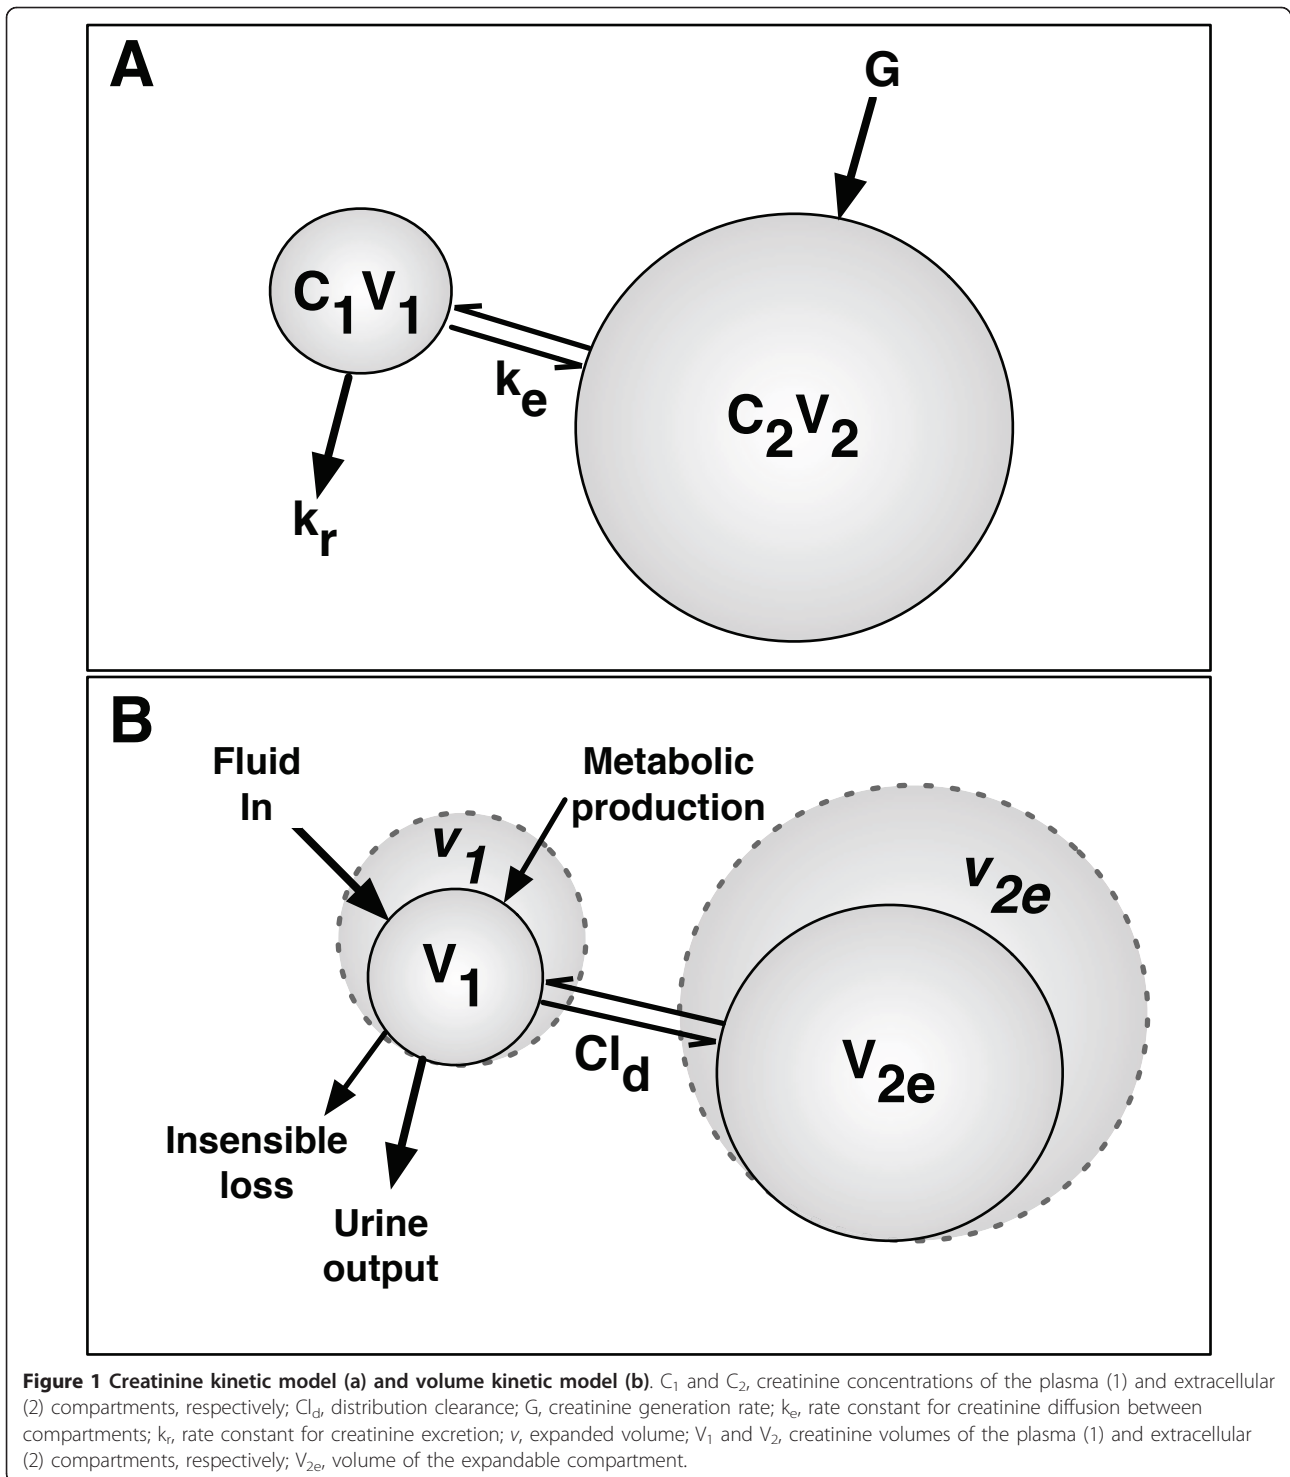 A
G
C₁V₁
kₑ
C₂V₂
kᵣ
B
Fluid
In
Metabolic
production
v₁
v₂ₑ
V₁
Cl_d
V₂ₑ
Insensible
loss
Urine
output
Figure 1 Creatinine kinetic model (a) and volume kinetic model (b). C₁ and C₂, creatinine concentrations of the plasma (1) and extracellular
(2) compartments, respectively; Cl_d, distribution clearance; G, creatinine generation rate; kₑ, rate constant for creatinine diffusion between
compartments; kᵣ, rate constant for creatinine excretion; v, expanded volume; V₁ and V₂, creatinine volumes of the plasma (1) and extracellular
(2) compartments, respectively; V₂ₑ, volume of the expandable compartment.